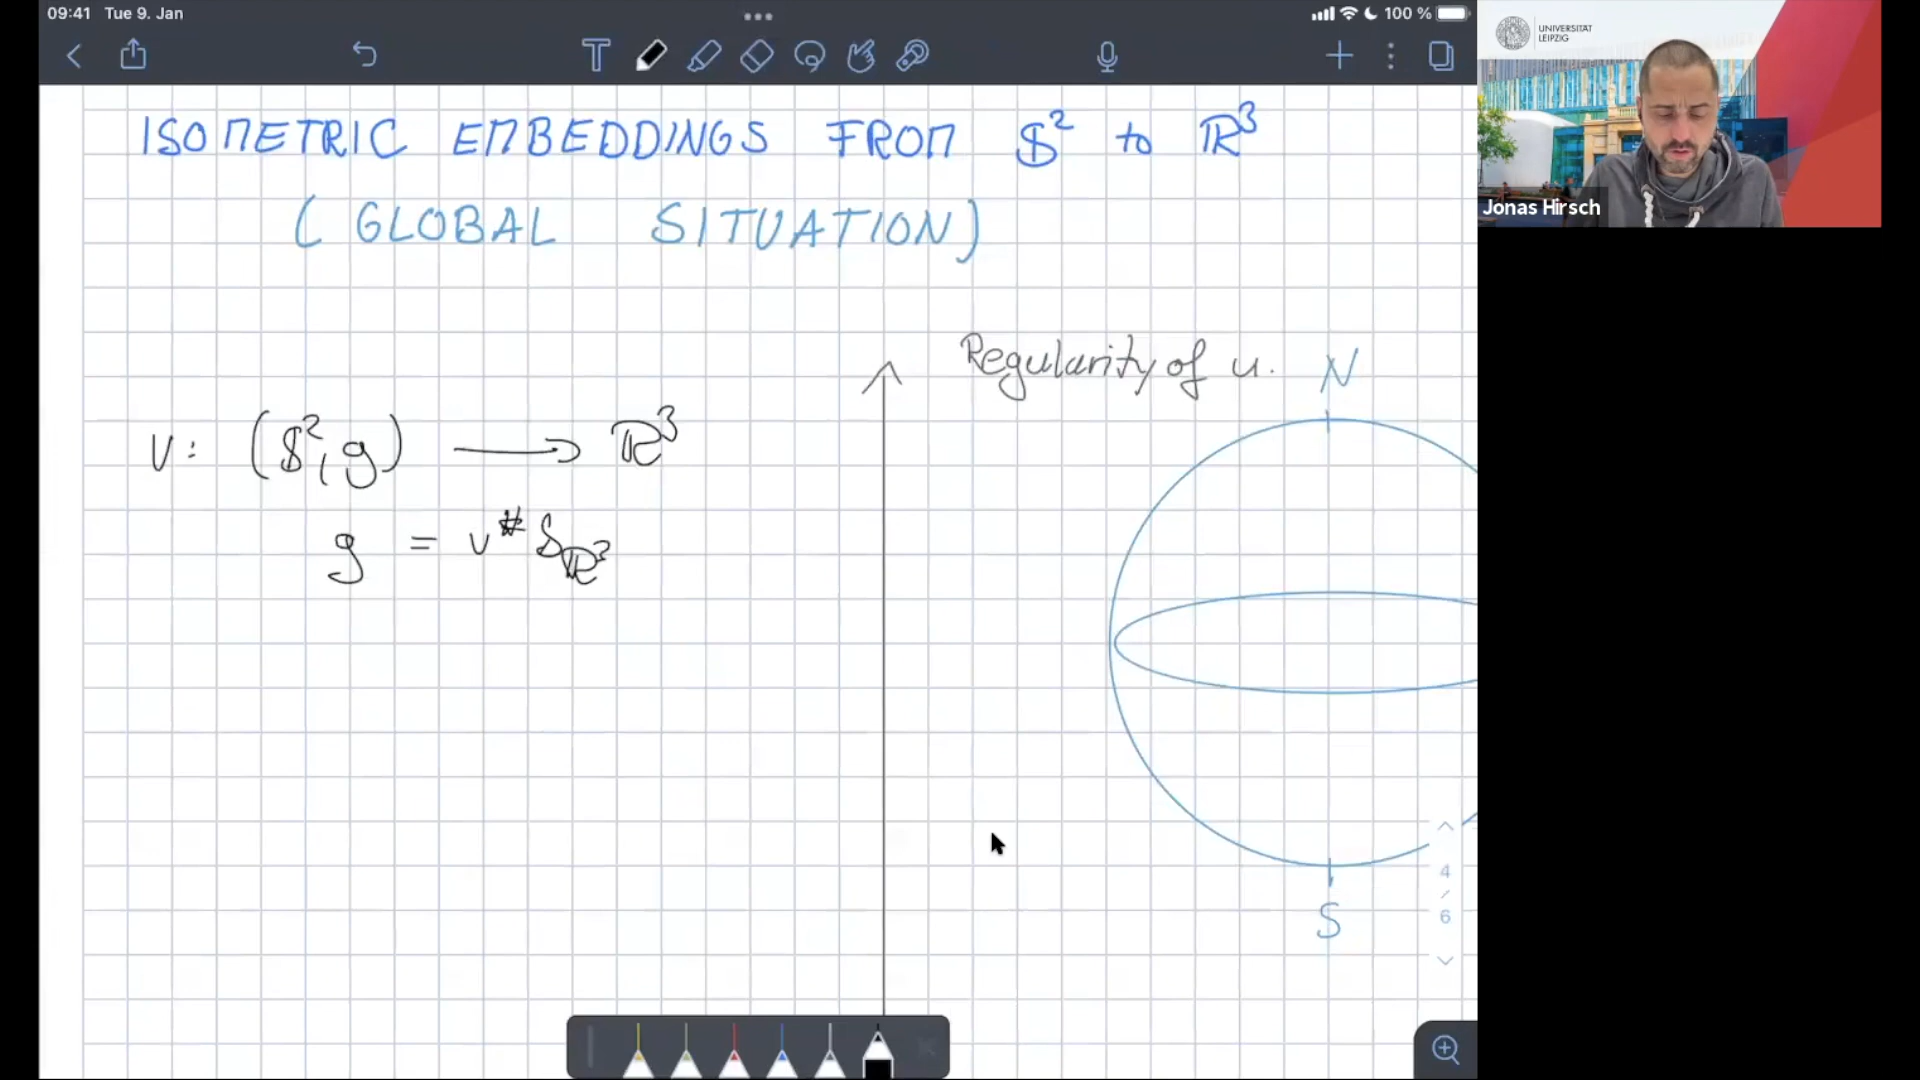 09:41 Tue 9. Jan
100 %
UNIVERSITÄT
LEIPZIG
Jonas Hirsch
ISOMETRIC EMBEDDINGS FROM S² to ℝ³
(GLOBAL SITUATION)
Regularity of u.
N
v: (S², g) → ℝ³
g = v# δℝ³
S
4
/
6